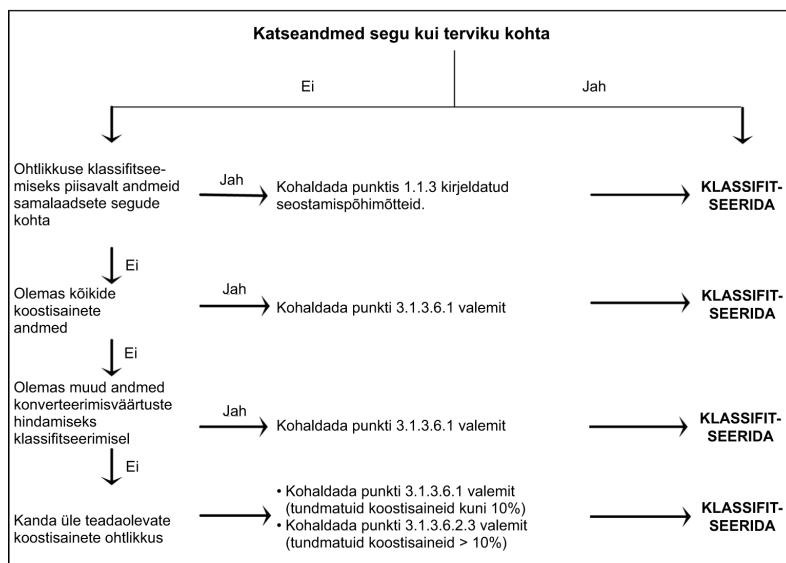 Katseandmed segu kui terviku kohta
Ei
Jah
Ohtlikkuse klassifitsee-
miseks piisavalt andmeid
samalaadsete segude
kohta
Jah
Kohaldada punktis 1.1.3 kirjeldatud
seostamispõhimõtteid.
KLASSIFIT-
SEERIDA
Ei
Olemas kõikide
koostisainete
andmed
Jah
Kohaldada punkti 3.1.3.6.1 valemit
KLASSIFIT-
SEERIDA
Ei
Olemas muud andmed
konverteerimisväärtuste
hindamiseks
klassifitseerimisel
Jah
Kohaldada punkti 3.1.3.6.1 valemit
KLASSIFIT-
SEERIDA
Ei
Kanda üle teadaolevate
koostisainete ohtlikkus
• Kohaldada punkti 3.1.3.6.1 valemit
(tundmatuid koostisaineid kuni 10%)
• Kohaldada punkti 3.1.3.6.2.3 valemit
(tundmatuid koostisaineid > 10%)
KLASSIFIT-
SEERIDA